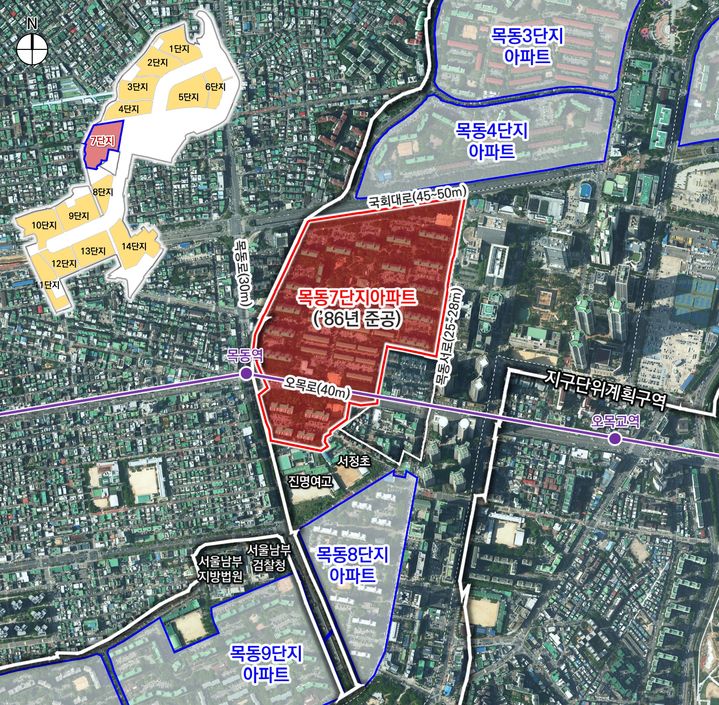 N
1단지
2단지
3단지
4단지
5단지
6단지
7단지
8단지
9단지
10단지
11단지
12단지
13단지
14단지
목동3단지
아파트
목동4단지
아파트
국회대로(45~50m)
목동로(30m)
목동7단지아파트
('86년 준공)
목동서로(25~28m)
목동역
오목로(40m)
지구단위계획구역
오목교역
서정초
진명여고
목동8단지
아파트
서울남부
지방법원
서울남부
검찰청
목동9단지
아파트